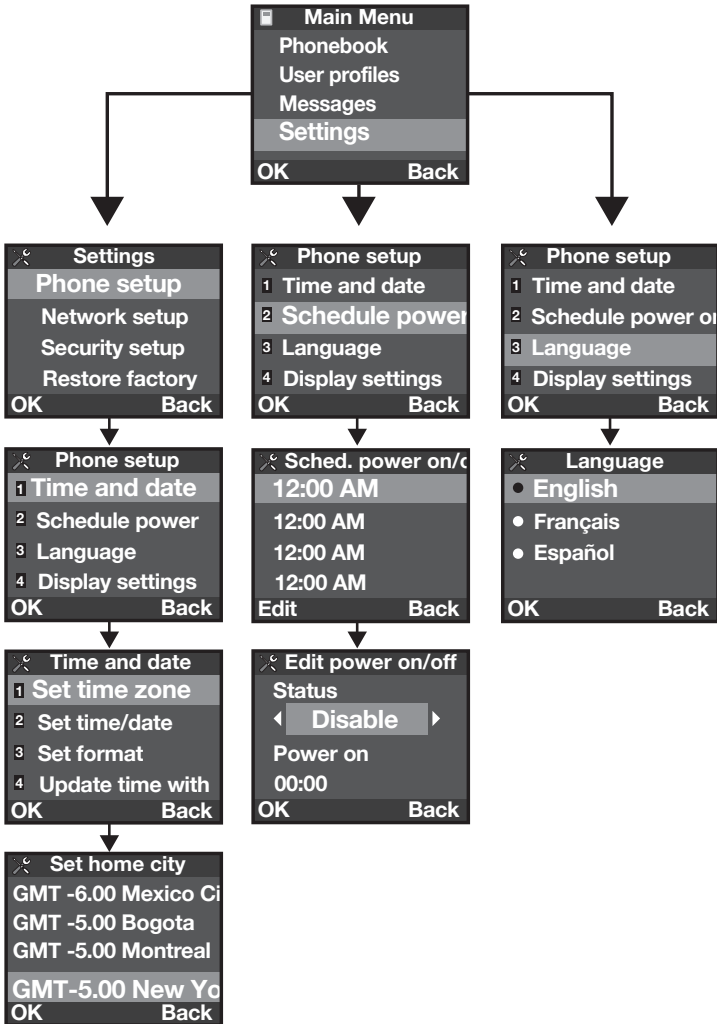 Main Menu
Phonebook
User profiles
Messages
Settings
OK Back
Settings
Phone setup
Network setup
Security setup
Restore factory
OK Back
Phone setup
1 Time and date
2 Schedule power
3 Language
4 Display settings
OK Back
Time and date
1 Set time zone
2 Set time/date
3 Set format
4 Update time with
OK Back
Set home city
GMT -6.00 Mexico Ci
GMT -5.00 Bogota
GMT -5.00 Montreal
GMT-5.00 New Yo
OK Back
Phone setup
1 Time and date
2 Schedule power
3 Language
4 Display settings
OK Back
Sched. power on/o
12:00 AM
12:00 AM
12:00 AM
12:00 AM
Edit Back
Edit power on/off
Status
Disable
Power on
00:00
OK Back
Phone setup
1 Time and date
2 Schedule power on
3 Language
4 Display settings
OK Back
Language
English
Français
Español
OK Back